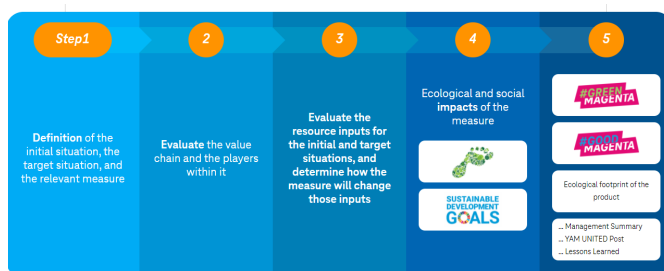 Step1
2
3
4
5
Definition of the
initial situation, the
target situation, and
the relevant measure
Evaluate the value
chain and the players
within it
Evaluate the
resource inputs for
the initial and target
situations, and
determine how the
measure will change
those inputs
Ecological and social
impacts of the
measure
SUSTAINABLE
DEVELOPMENT
GOALS
#GREEN
MAGENTA
#GOOD
MAGENTA
Ecological footprint of the
product
... Management Summary
... YAM UNITED Post
... Lessons Learned